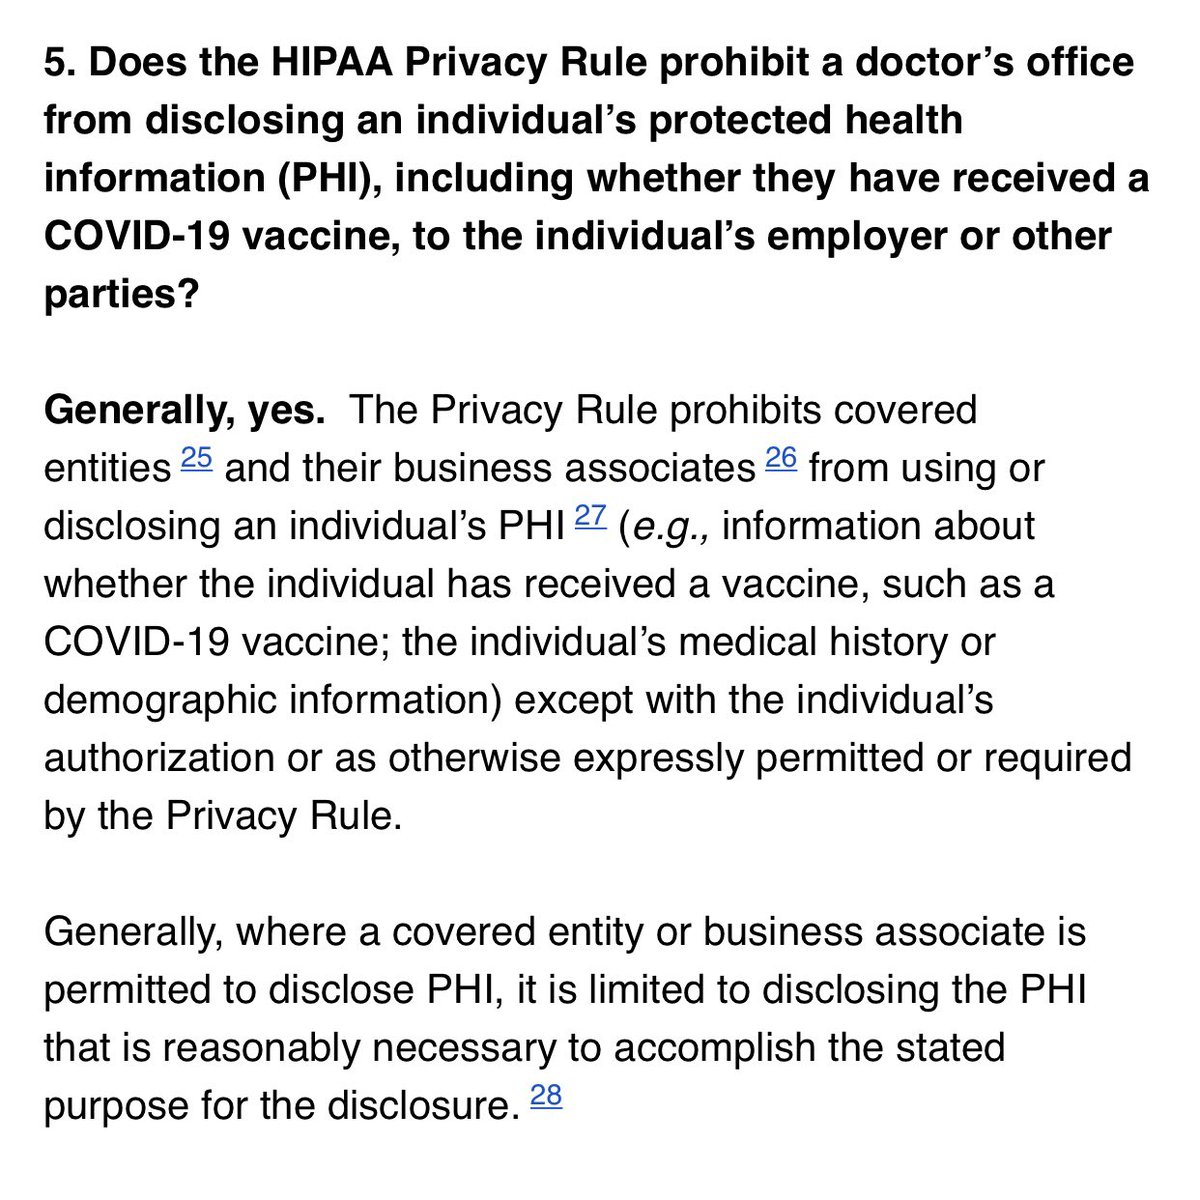 5. Does the HIPAA Privacy Rule prohibit a doctor’s office
from disclosing an individual’s protected health
information (PHI), including whether they have received a
COVID-19 vaccine, to the individual’s employer or other
parties?
Generally, yes.  The Privacy Rule prohibits covered
entities 25 and their business associates 26 from using or
disclosing an individual’s PHI 27 (e.g., information about
whether the individual has received a vaccine, such as a
COVID-19 vaccine; the individual’s medical history or
demographic information) except with the individual’s
authorization or as otherwise expressly permitted or required
by the Privacy Rule.
Generally, where a covered entity or business associate is
permitted to disclose PHI, it is limited to disclosing the PHI
that is reasonably necessary to accomplish the stated
purpose for the disclosure. 28